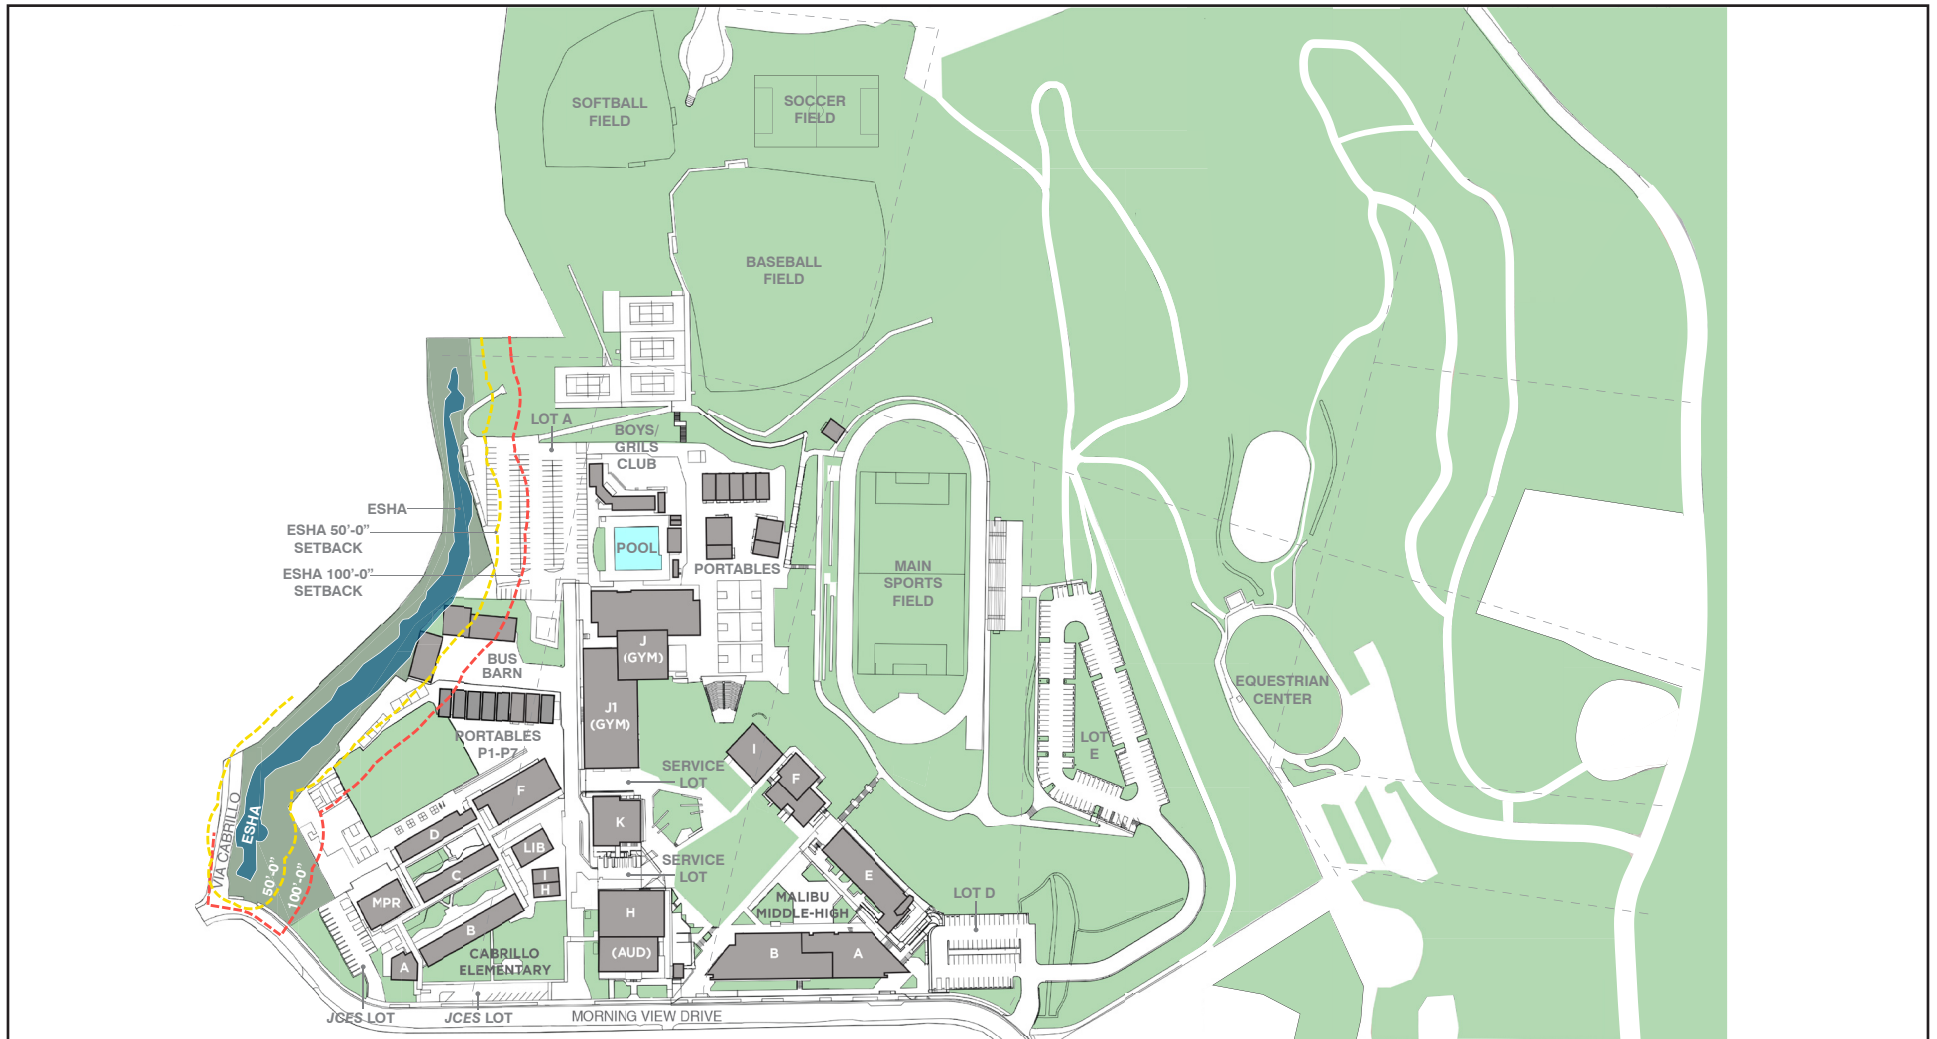 SOFTBALL
FIELD
SOCCER
FIELD
BASEBALL
FIELD
LOT A
BOYS/
GRILS
CLUB
ESHA
ESHA 50'-0"
SETBACK
ESHA 100'-0"
SETBACK
POOL
PORTABLES
MAIN
SPORTS
FIELD
J
(GYM)
BUS
BARN
J1
(GYM)
EQUESTRIAN
CENTER
PORTABLES
P1-P7
LOT
E
I
SERVICE
LOT
F
F
K
D
LIB
VIA CABRILLO
ESHA
50'-0"
100'-0"
C
I
H
SERVICE
LOT
E
MPR
MALIBU
MIDDLE-HIGH
LOT D
H
(AUD)
B
B
A
A
CABRILLO
ELEMENTARY
JCES LOT
JCES LOT
MORNING VIEW DRIVE